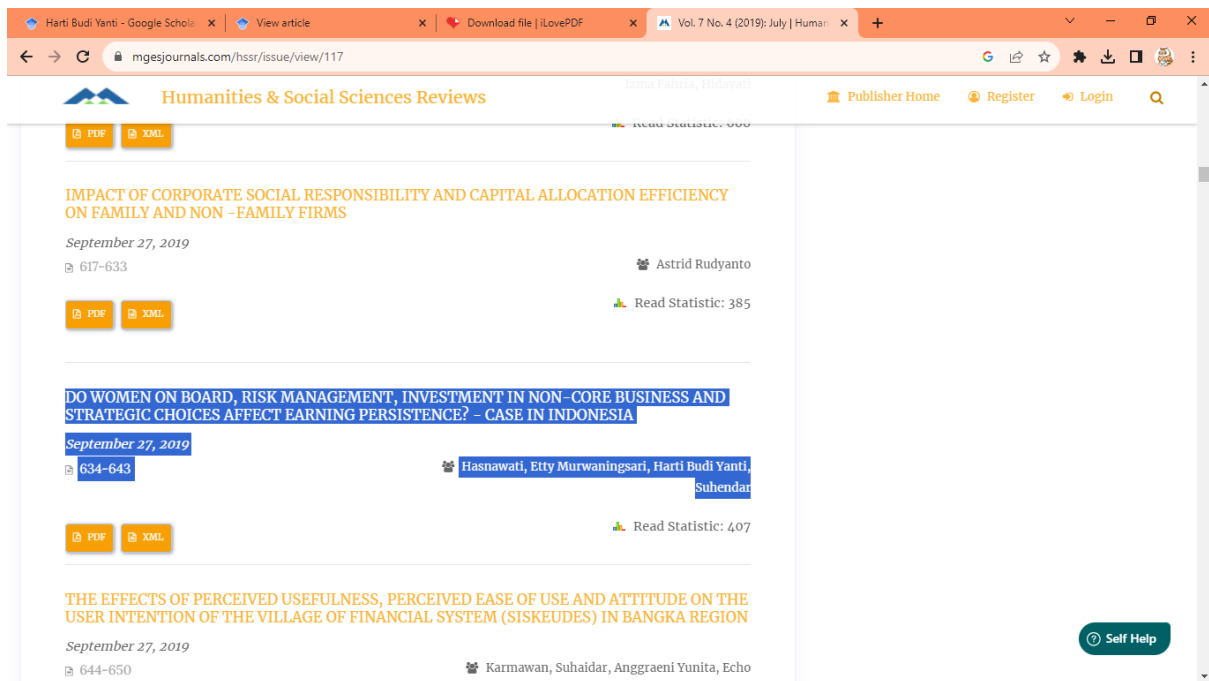 Harti Budi Yanti - Google Schola
View article
Download file | iLovePDF
Vol. 7 No. 4 (2019): July | Human
mgesjournals.com/hssr/issue/view/117
Humanities & Social Sciences Reviews
Jama Fahria, Hidayati
Publisher Home
Register
Login
PDF
XML
Read Statistic:
IMPACT OF CORPORATE SOCIAL RESPONSIBILITY AND CAPITAL ALLOCATION EFFICIENCY
ON FAMILY AND NON -FAMILY FIRMS
September 27, 2019
617-633
Astrid Rudyanto
Read Statistic: 385
PDF
XML
DO WOMEN ON BOARD, RISK MANAGEMENT, INVESTMENT IN NON-CORE BUSINESS AND
STRATEGIC CHOICES AFFECT EARNING PERSISTENCE? - CASE IN INDONESIA
September 27, 2019
634-643
Hasnawati, Etty Murwaningsari, Harti Budi Yanti,
Suhendar
Read Statistic: 407
PDF
XML
THE EFFECTS OF PERCEIVED USEFULNESS, PERCEIVED EASE OF USE AND ATTITUDE ON THE
USER INTENTION OF THE VILLAGE OF FINANCIAL SYSTEM (SISKEUDES) IN BANGKA REGION
September 27, 2019
644-650
Karmawan, Suhaidar, Anggraeni Yunita, Echo
Self Help